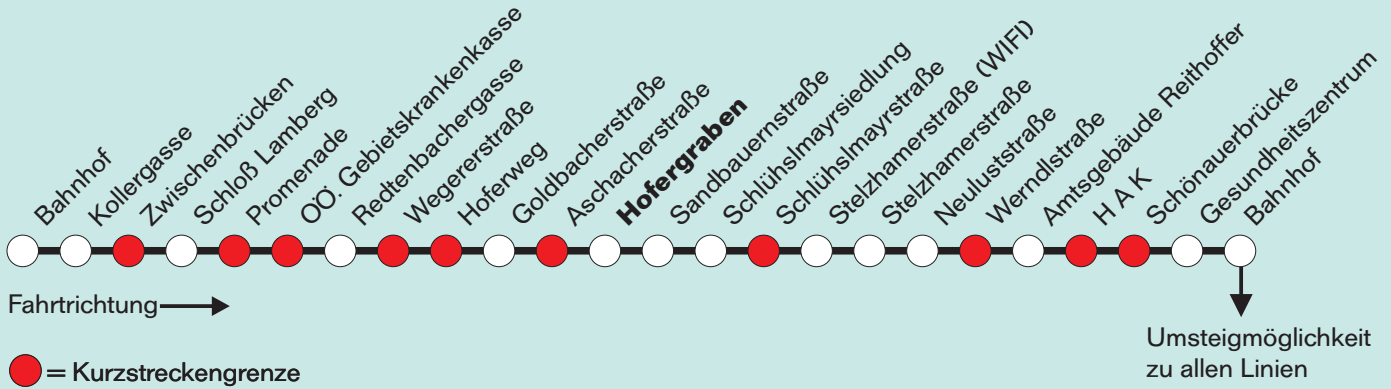 Bahnhof
Kollergasse
Zwischenbrücken
Schloß Lamberg
Promenade
OÖ. Gebietskrankenkasse
Redtenbachergasse
Wegererstraße
Hoferweg
Goldbacherstraße
Aschacherstraße
Hofergraben
Sandbauernstraße
Schlühslmayrsiedlung
Schlühslmayrstraße
Stelzhamerstraße (WIFI)
Stelzhamerstraße
Neuluststraße
Werndlstraße
Amtsgebäude Reithoffer
H A K
Schönauerbrücke
Gesundheitszentrum
Bahnhof
Fahrtrichtung
Umsteigmöglichkeit
zu allen Linien
= Kurzstreckengrenze